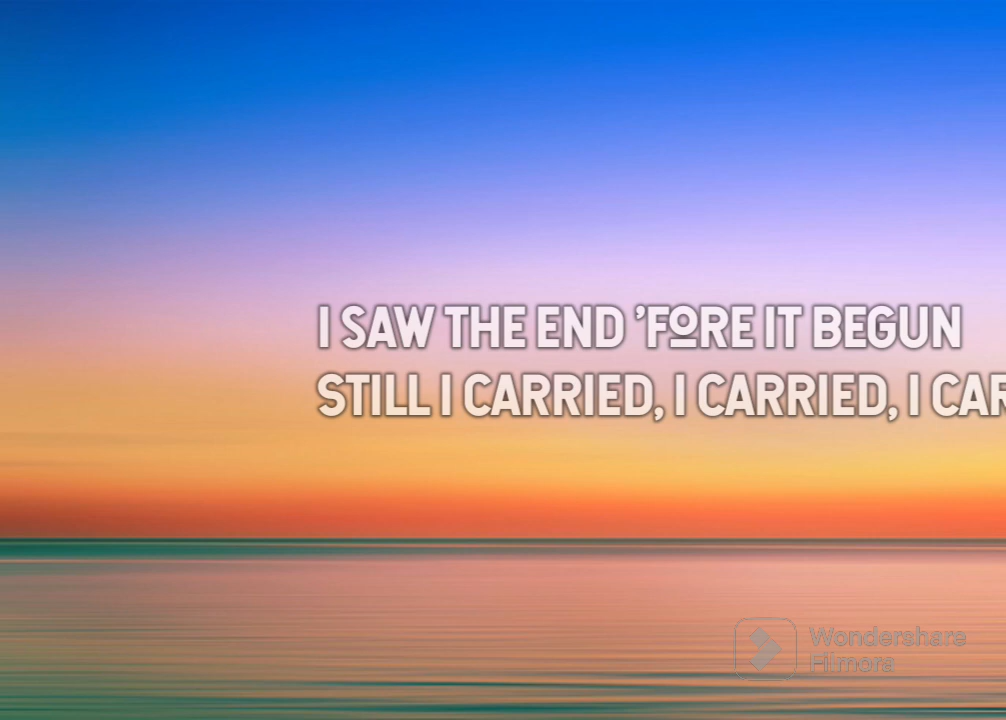 I SAW THE END 'FORE IT BEGUN
STILL I CARRIED, I CARRIED, I CAR
Wondershare
Filmora